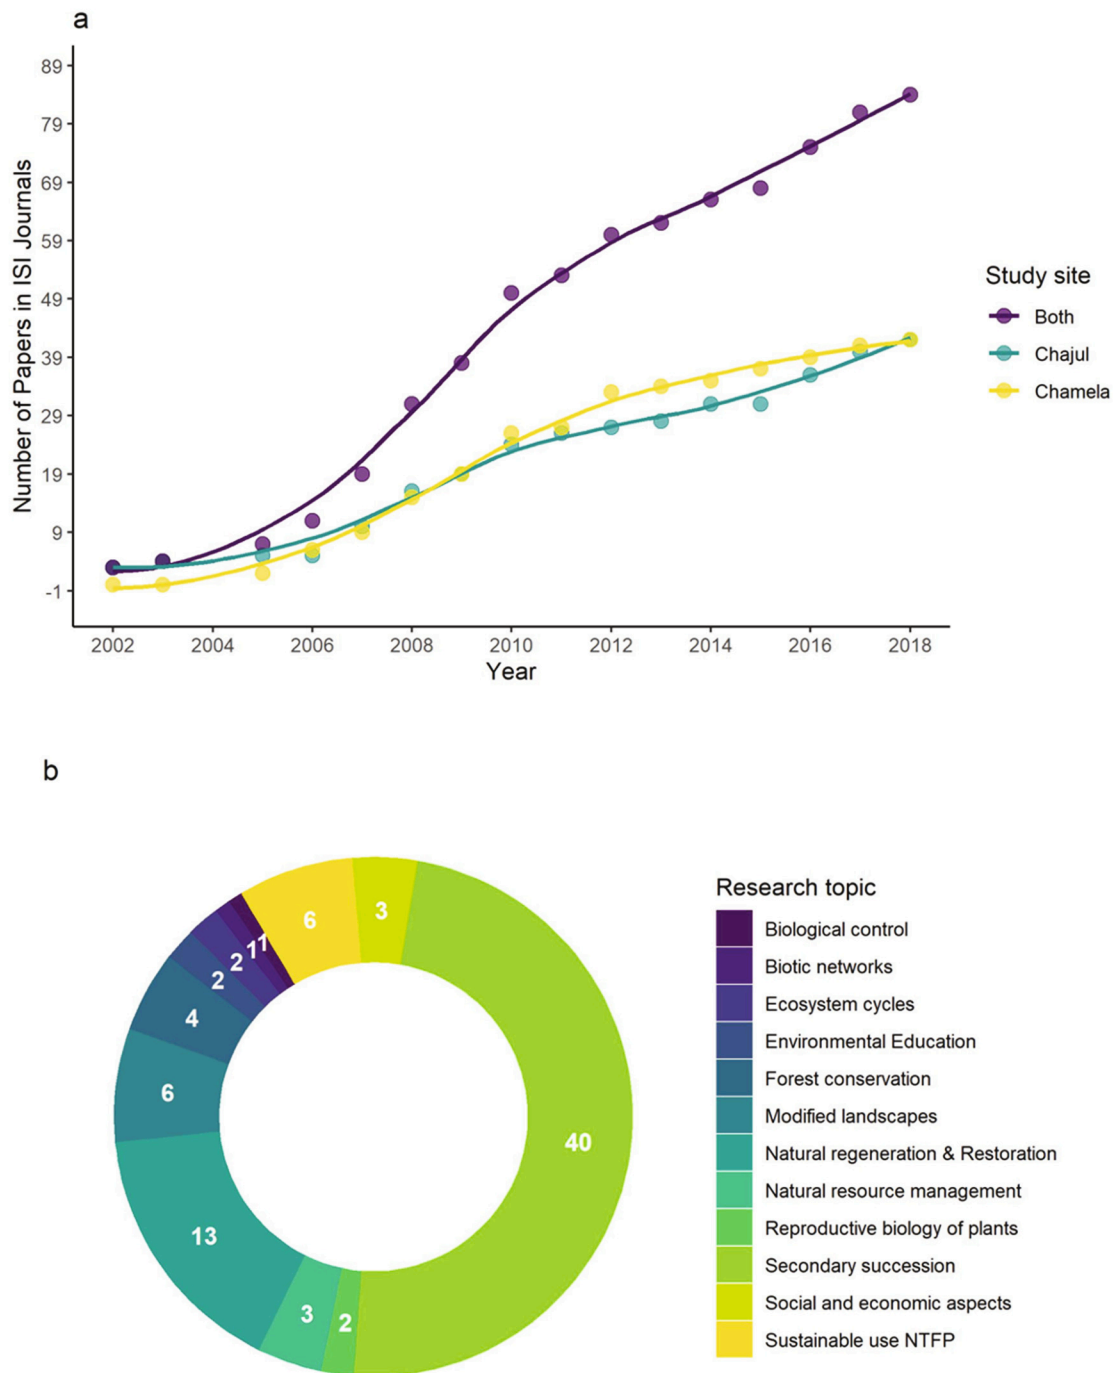 a
89
79
69
59
49
39
29
19
9
-1
Number of Papers in ISI Journals
2002 2004 2006 2008 2010 2012 2014 2016 2018
Year
Study site
Both
Chajul
Chamela
b
6
3
1
1
2
2
4
6
13
3
2
40
Research topic
Biological control
Biotic networks
Ecosystem cycles
Environmental Education
Forest conservation
Modified landscapes
Natural regeneration & Restoration
Natural resource management
Reproductive biology of plants
Secondary succession
Social and economic aspects
Sustainable use NTFP